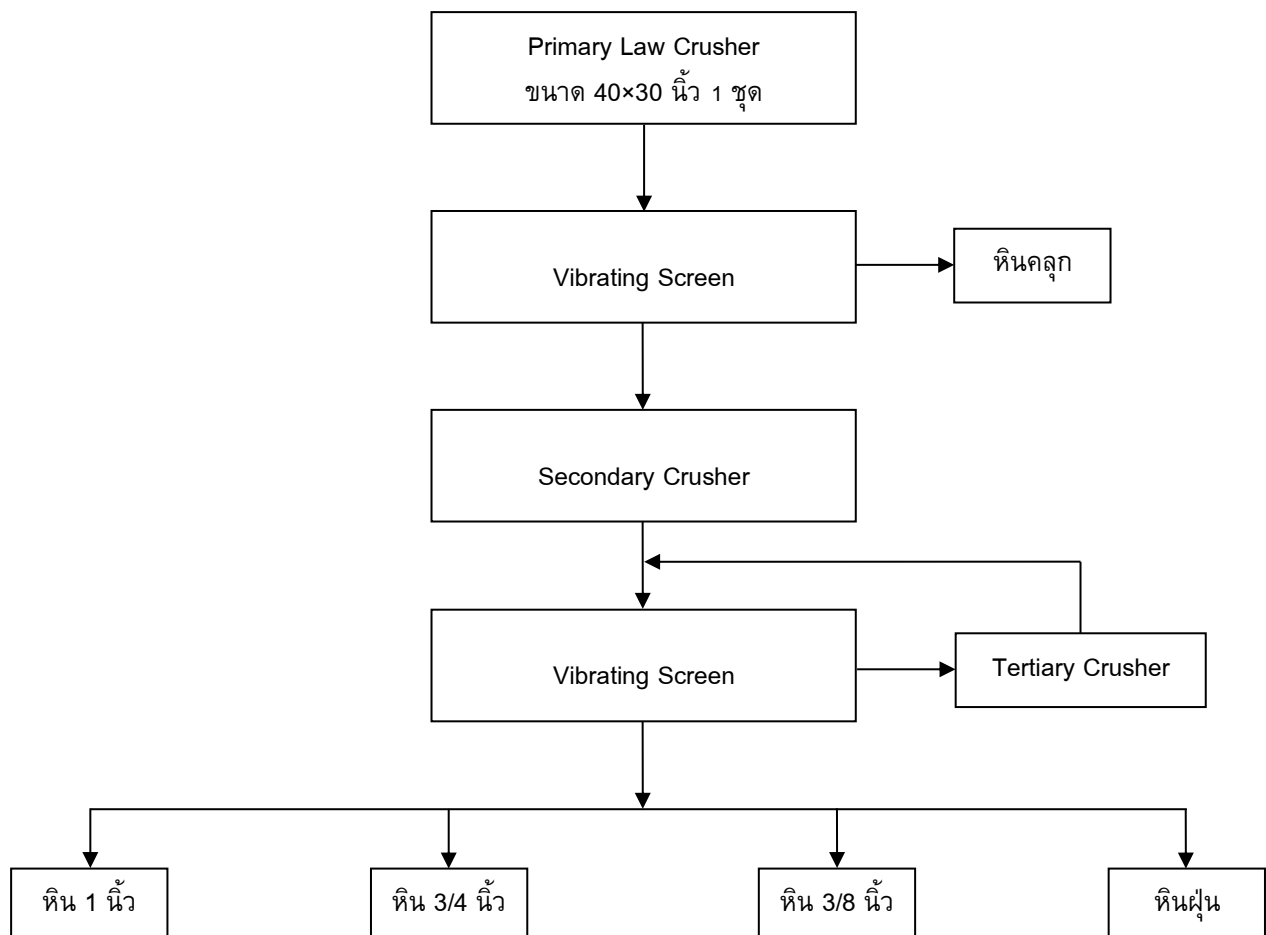 Primary Law Crusher
ขนาด 40×30 นิ้ว 1 ชุด
Vibrating Screen
หินคลุก
Secondary Crusher
Vibrating Screen
Tertiary Crusher
หิน 1 นิ้ว
หิน 3/4 นิ้ว
หิน 3/8 นิ้ว
หินฝุ่น